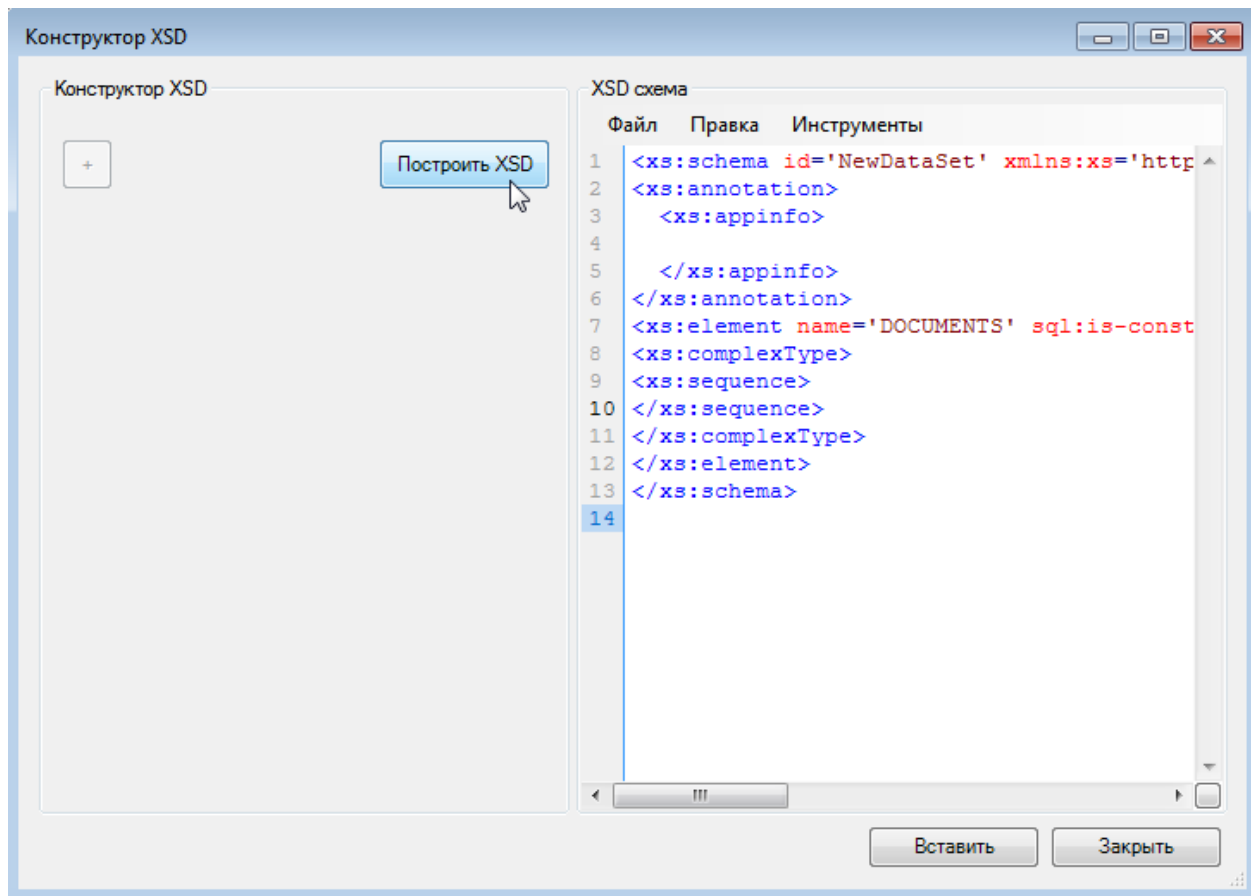 Конструктор XSD
Конструктор XSD
+
Построить XSD
XSD схема
Файл Правка Инструменты
1 <xs:schema id='NewDataSet' xmlns:xs='http
2 <xs:annotation>
3 <xs:appinfo>
4
5 </xs:appinfo>
6 </xs:annotation>
7 <xs:element name='DOCUMENTS' sql:is-const
8 <xs:complexType>
9 <xs:sequence>
10 </xs:sequence>
11 </xs:complexType>
12 </xs:element>
13 </xs:schema>
14
Вставить Закрыть